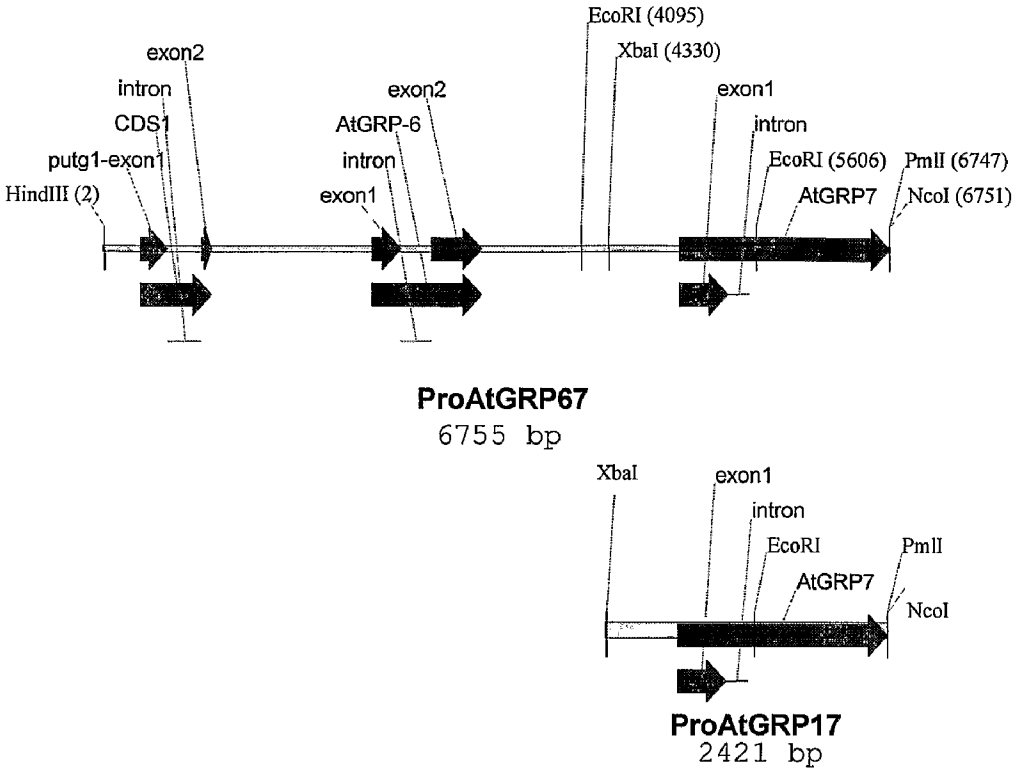 EcoRI (4095)
XbaI (4330)
exon2
intron
CDS1
putg1-exon1
HindIII (2)
exon2
AtGRP-6
intron
exon1
exon1
intron
EcoRI (5606)
AtGRP7
PmlI (6747)
NcoI (6751)
ProAtGRP67
6755 bp
XbaI
exon1
intron
EcoRI
AtGRP7
PmlI
NcoI
ProAtGRP17
2421 bp